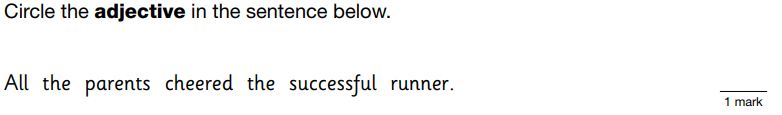 Circle the adjective in the sentence below.
All the parents cheered the successful runner.
1 mark